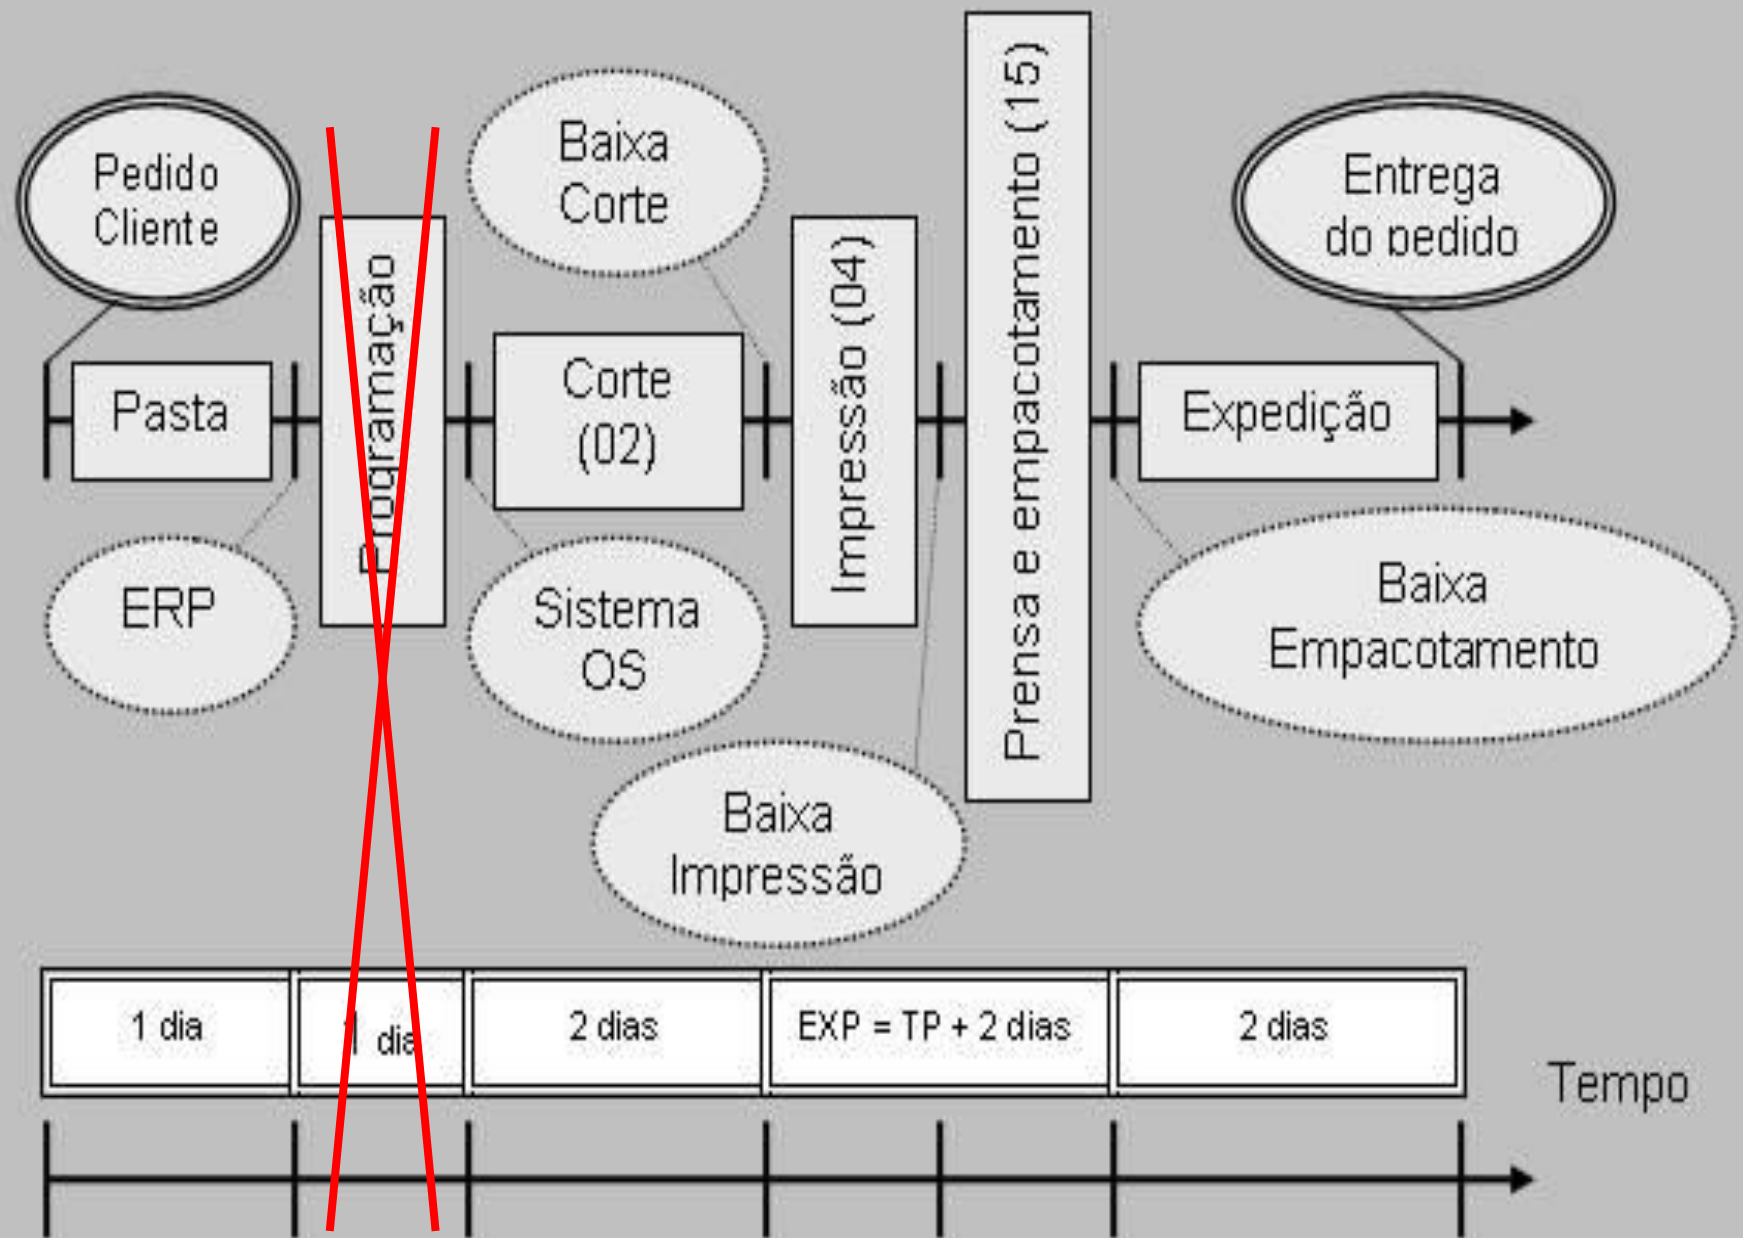 Pedido
Cliente
Baixa
Corte
Entrega
do pedido
Pasta
Programação
Corte
(02)
Impressão (04)
Prensa e empacotamento (15)
Expedição
ERP
Sistema
OS
Baixa
Empacotamento
Baixa
Impressão
1 dia
1 dia
2 dias
EXP = TP + 2 dias
2 dias
Tempo